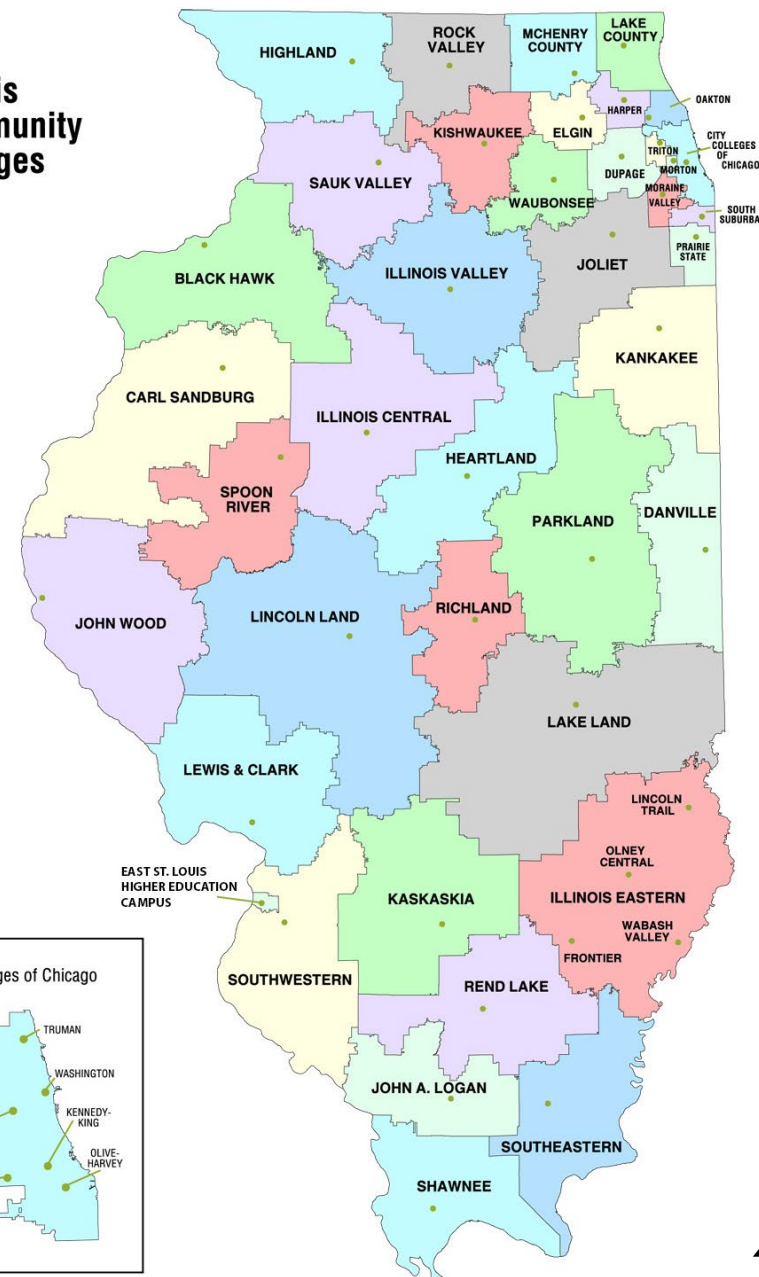 is
munity
ges
HIGHLAND
ROCK
VALLEY
MCHENRY
COUNTY
LAKE
COUNTY
HARPER
OAKTON
KISHWAUKEE
ELGIN
CITY
COLLEGES
OF
CHICAGO
TRITON
MORTON
DUPAGE
SAUK VALLEY
MORAINE
VALLEY
WAUBONSEE
SOUTH
SUBURBA
PRAIRIE
STATE
JOLIET
BLACK HAWK
ILLINOIS VALLEY
KANKAKEE
CARL SANDBURG
ILLINOIS CENTRAL
HEARTLAND
SPOON
RIVER
DANVILLE
PARKLAND
RICHLAND
JOHN WOOD
LINCOLN LAND
LAKE LAND
LEWIS & CLARK
LINCOLN
TRAIL
OLNEY
CENTRAL
EAST ST. LOUIS
HIGHER EDUCATION
CAMPUS
KASKASKIA
ILLINOIS EASTERN
WABASH
VALLEY
FRONTIER
SOUTHWESTERN
REND LAKE
ges of Chicago
TRUMAN
WASHINGTON
KENNEDY-
KING
OLIVE-
HARVEY
JOHN A. LOGAN
SOUTHEASTERN
SHAWNEE